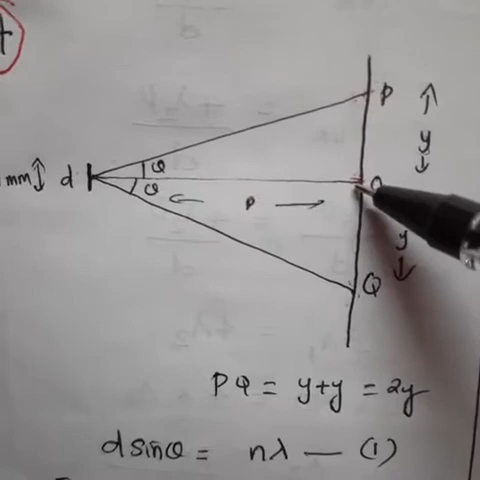 P
y
mm d θ
θ
D
y
Q
PQ = y+y = 2y
d sinθ = nλ — (1)